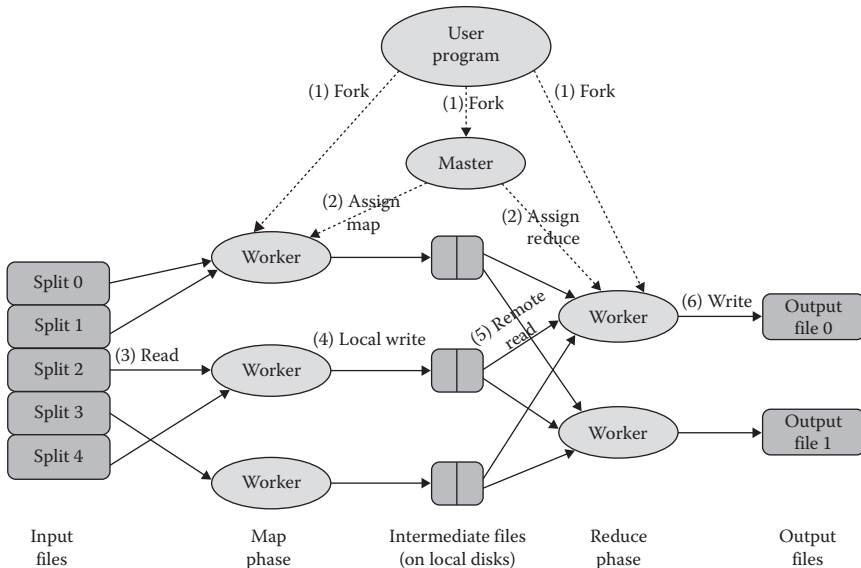 User
program
(1) Fork
(1) Fork
(1) Fork
Master
(2) Assign
map
(2) Assign
reduce
Worker
Split 0
Split 1
Split 2
Split 3
Split 4
(3) Read
Worker
(4) Local write
(5) Remote
read
Worker
(6) Write
Output
file 0
Worker
Output
file 1
Worker
Input
files
Map
phase
Intermediate files
(on local disks)
Reduce
phase
Output
files